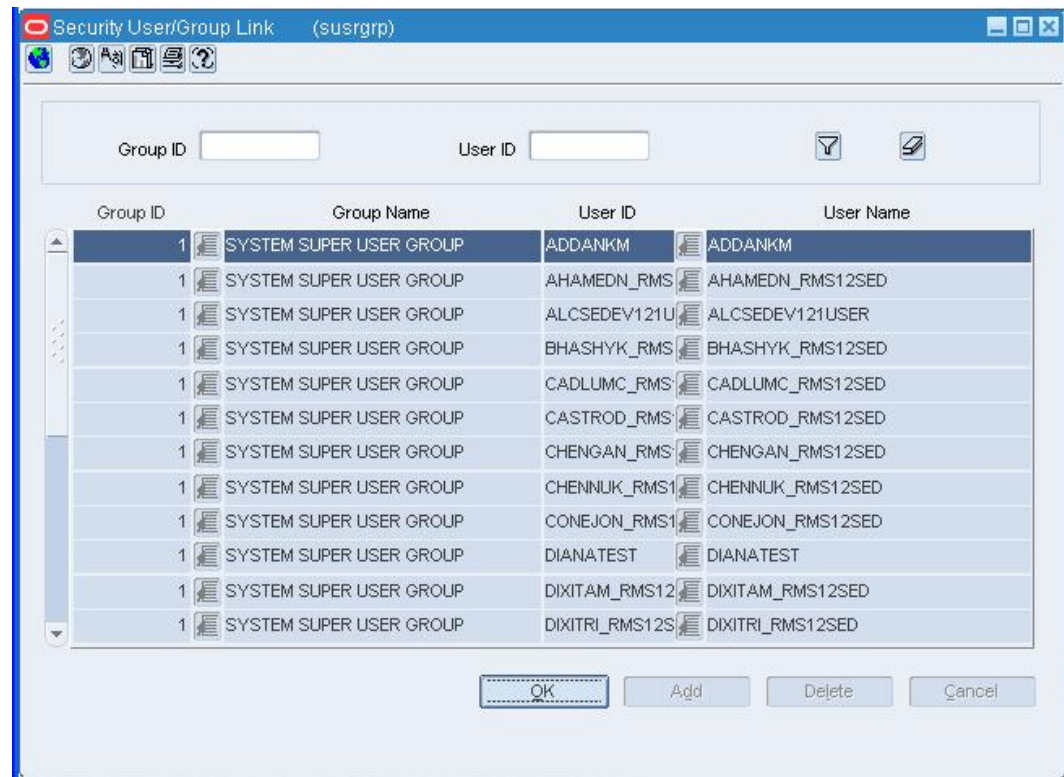 Security User/Group Link (susrgrp)
Group ID User ID
Group ID Group Name User ID User Name
1 SYSTEM SUPER USER GROUP ADDANKM ADDANKM
1 SYSTEM SUPER USER GROUP AHAMEDN_RMS AHAMEDN_RMS12SED
1 SYSTEM SUPER USER GROUP ALCSEDEV121U ALCSEDEV121USER
1 SYSTEM SUPER USER GROUP BHASHYK_RMS BHASHYK_RMS12SED
1 SYSTEM SUPER USER GROUP CADLUMC_RMS CADLUMC_RMS12SED
1 SYSTEM SUPER USER GROUP CASTROD_RMS CASTROD_RMS12SED
1 SYSTEM SUPER USER GROUP CHENGAN_RMS CHENGAN_RMS12SED
1 SYSTEM SUPER USER GROUP CHENNUK_RMS1 CHENNUK_RMS12SED
1 SYSTEM SUPER USER GROUP CONEJON_RMS1 CONEJON_RMS12SED
1 SYSTEM SUPER USER GROUP DIANATEST DIANATEST
1 SYSTEM SUPER USER GROUP DIXITAM_RMS12 DIXITAM_RMS12SED
1 SYSTEM SUPER USER GROUP DIXITRI_RMS12S DIXITRI_RMS12SED
OK Add Delete Cancel